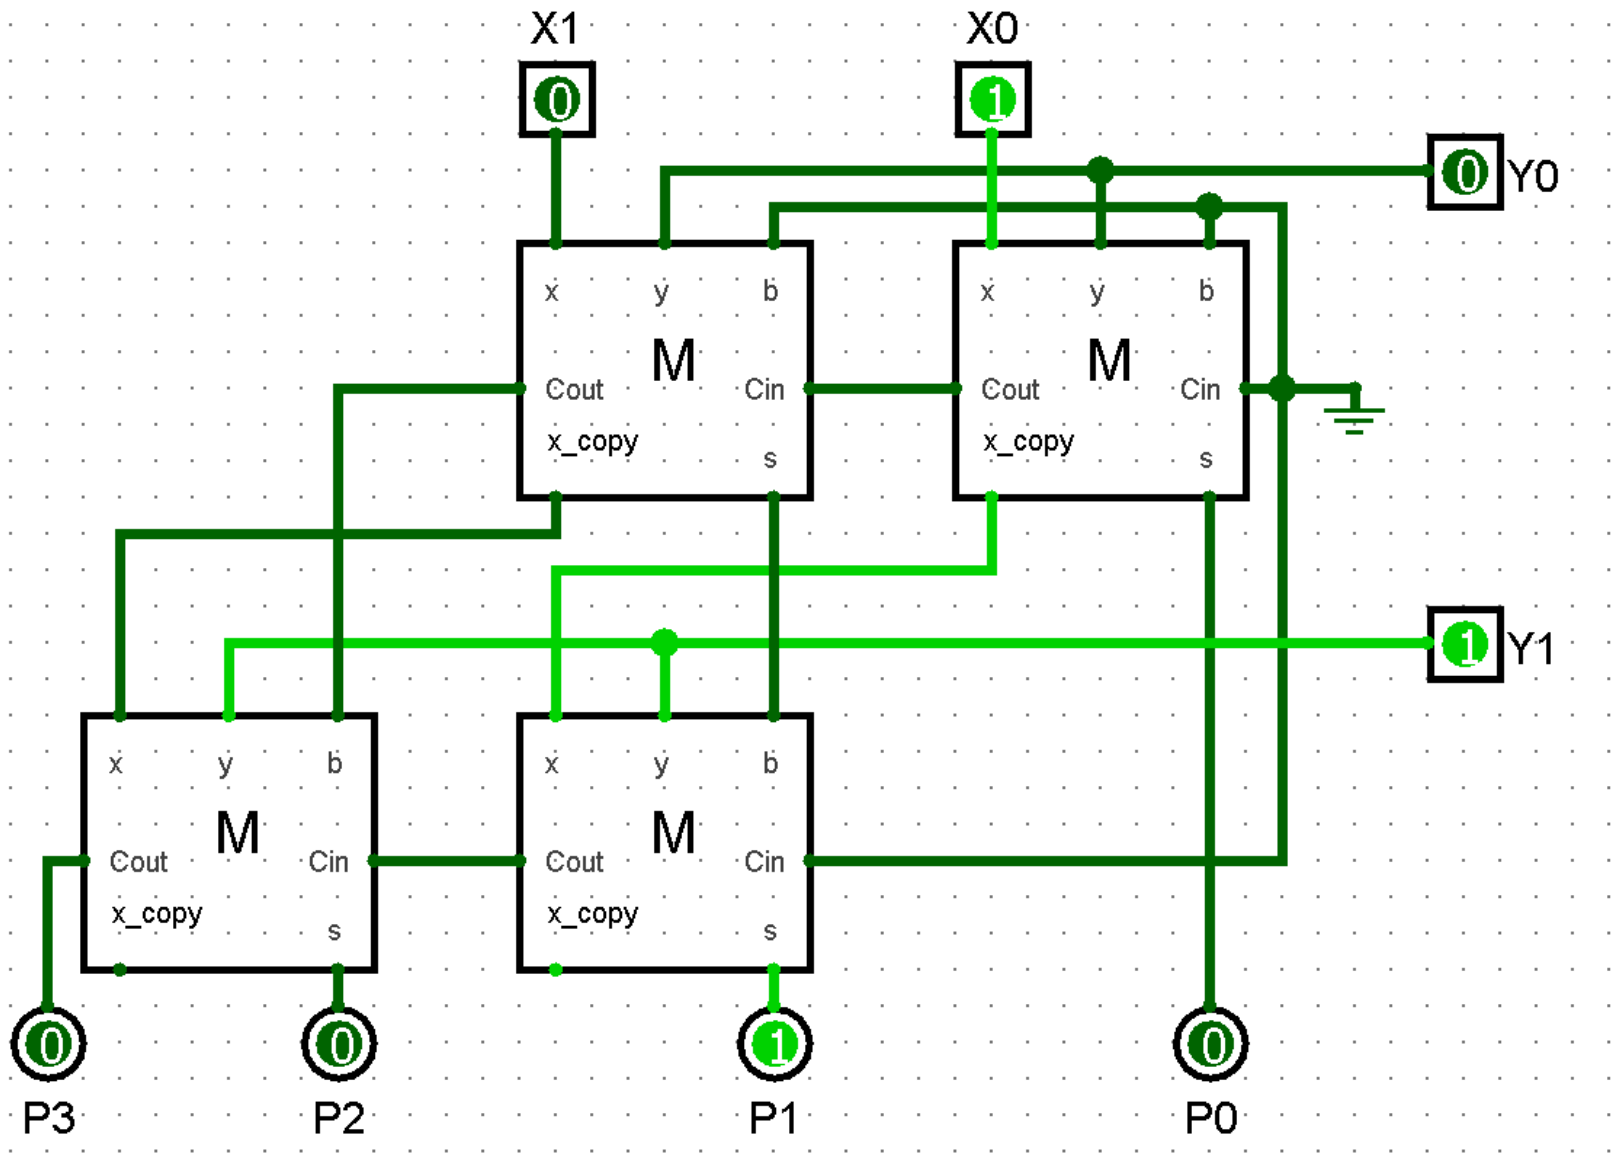 X1 X0
0 1
0 Y0
x y b x y b
M M
Cout Cin Cout Cin
x_copy x_copy
s s
1 Y1
x y b x y b
M M
Cout Cin Cout Cin
x_copy x_copy
s s
0 0 1 0
P3 P2 P1 P0